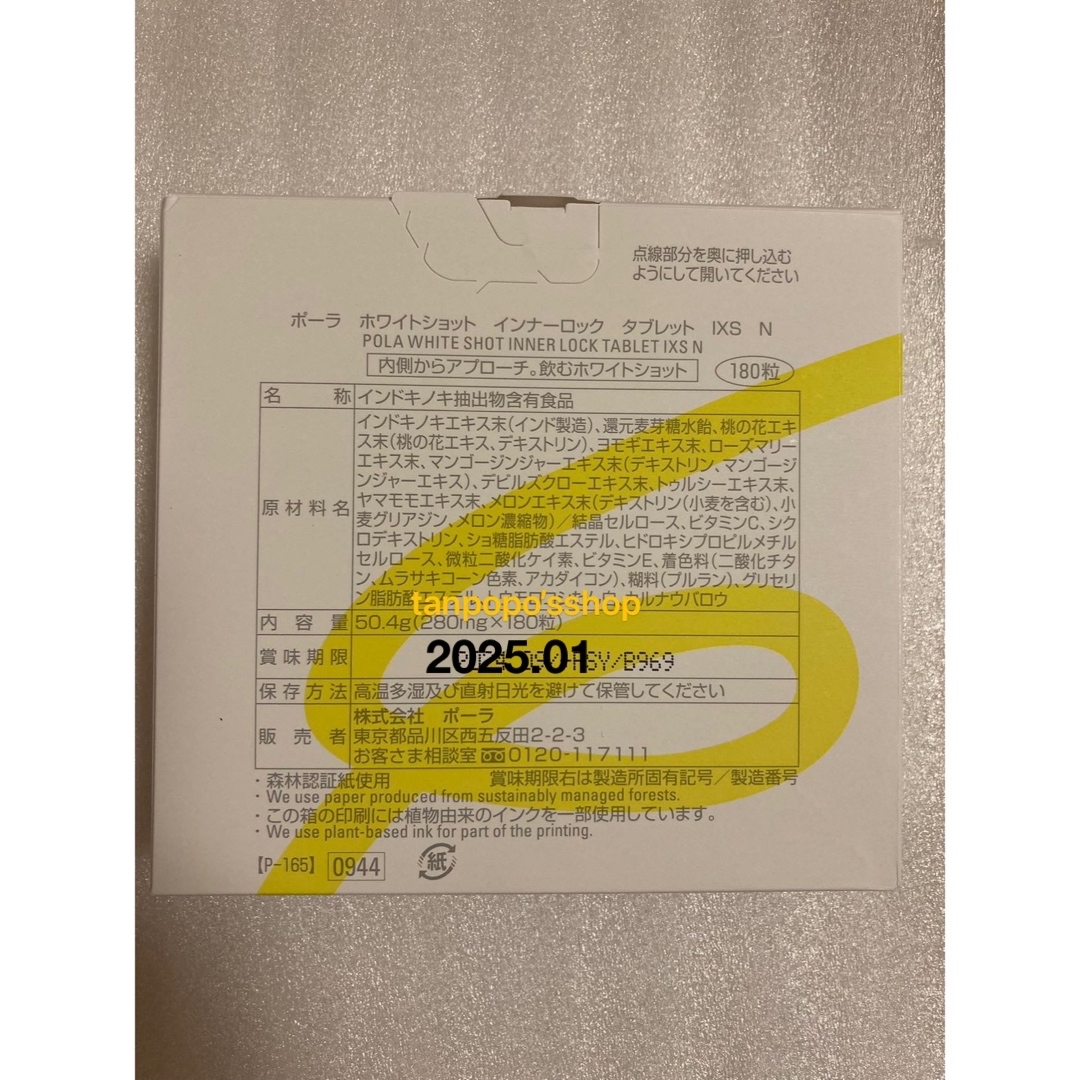 点線部分を奥に押し込む
ようにして開いてください
ポーラ ホワイトショット インナーロック タブレット IXS N
POLA WHITE SHOT INNER LOCK TABLET IXS N
内側からアプローチ。飲むホワイトショット 180粒
名称 インドキノキ抽出物含有食品
原材料名 インドキノキエキス末(インド製造)、還元麦芽糖水飴、桃の花エキ
ス末(桃の花エキス、デキストリン)、ヨモギエキス末、ローズマリー
エキス末、マンゴージンジャーエキス末(デキストリン、マンゴージ
ンジャーエキス)、デビルズクローエキス末、トゥルシーエキス末、
ヤマモモエキス末、メロンエキス末(デキストリン(小麦を含む)、小
麦グリアジン、メロン濃縮物)/結晶セルロース、ビタミンC、シク
ロデキストリン、ショ糖脂肪酸エステル、ヒドロキシプロピルメチル
セルロース、微粒二酸化ケイ素、ビタミンE、着色料(二酸化チタ
ン、ムラサキコーン色素、アカダイコン)、糊料(プルラン)、グリセリ
ン脂肪酸エステル、カルナウバロウ
tanpopo'sshop
内容量 50.4g(280mg×180粒)
賞味期限 2025.01 SY/B969
保存方法 高温多湿及び直射日光を避けて保管してください
販売者 株式会社 ポーラ
東京都品川区西五反田2-2-3
お客さま相談室 0120-117111
・森林認証紙使用 賞味期限右は製造所固有記号/製造番号
・We use paper produced from sustainably managed forests.
・この箱の印刷には植物由来のインクを一部使用しています。
・We use plant-based ink for part of the printing.
【P-165】 0944 紙